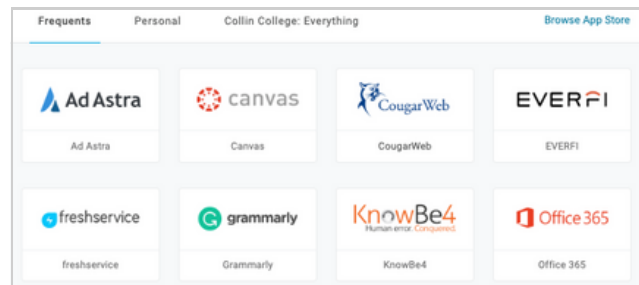 Frequents Personal Collin College: Everything Browse App Store
Ad Astra canvas CougarWeb EVERFI
Ad Astra Canvas CougarWeb EVERFI
freshservice grammarly KnowBe4 Office 365
Human error. Conquered.
freshservice Grammarly KnowBe4 Office 365